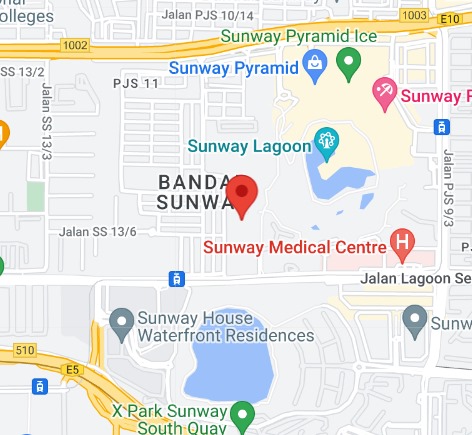 onal
olleges
Jalan PJS 10/14
1003
E10
1002
Sunway Pyramid Ice
SS 13/2
PJS 11
Sunway Pyramid
Sunway P
Jalan SS 13/3
Sunway Lagoon
Jalan PJS 9/3
BANDA
SUNWA
Jalan SS 13/6
Sunway Medical Centre
H
P
Jalan Lagoon Se
Sunway House
Waterfront Residences
Sunw
510
E5
X Park Sunway
South Quay